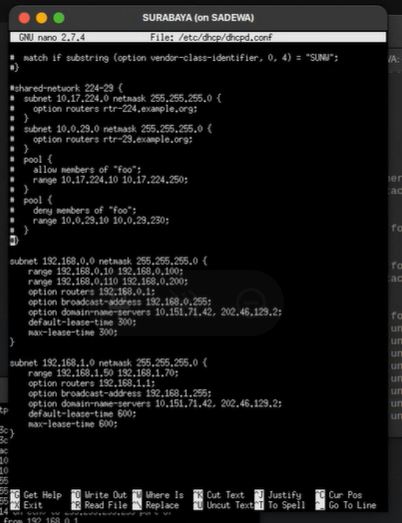 SURABAYA (on SADEWA)
GNU nano 2.7.4 File: /etc/dhcp/dhcpd.conf
# match if substring (option vendor-class-identifier, 0, 4) = "SUNW";
#}
#shared-network 224-29 {
# subnet 10.17.224.0 netmask 255.255.255.0 {
# option routers rtr-224.example.org;
# }
# subnet 10.0.29.0 netmask 255.255.255.0 {
# option routers rtr-29.example.org;
# }
# pool {
# allow members of "foo";
# range 10.17.224.10 10.17.224.250;
# }
# pool {
# deny members of "foo";
# range 10.0.29.10 10.0.29.230;
# }
#}
subnet 192.168.0.0 netmask 255.255.255.0 {
range 192.168.0.10 192.168.0.100;
range 192.168.0.110 192.168.0.200;
option routers 192.168.0.1;
option broadcast-address 192.168.0.255;
option domain-name-servers 10.151.71.42, 202.46.129.2;
default-lease-time 300;
max-lease-time 300;
}
subnet 192.168.1.0 netmask 255.255.255.0 {
range 192.168.1.50 192.168.1.70;
option routers 192.168.1.1;
option broadcast-address 192.168.1.255;
option domain-name-servers 10.151.71.42, 202.46.129.2;
default-lease-time 600;
max-lease-time 600;
}
^G Get Help ^O Write Out ^W Where Is ^K Cut Text ^J Justify ^C Cur Pos
^X Exit ^R Read File ^\ Replace ^U Uncut Text ^T To Spell ^_ Go To Line
from 192.168.0.1